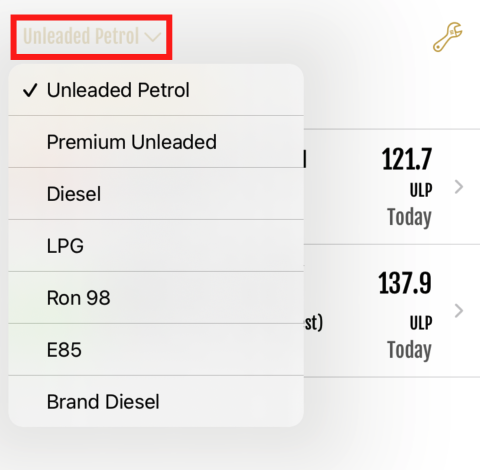 Unleaded Petrol
Unleaded Petrol
Premium Unleaded
121.7
Diesel
ULP
Today
LPG
137.9
Ron 98
st)
ULP
E85
Today
Brand Diesel